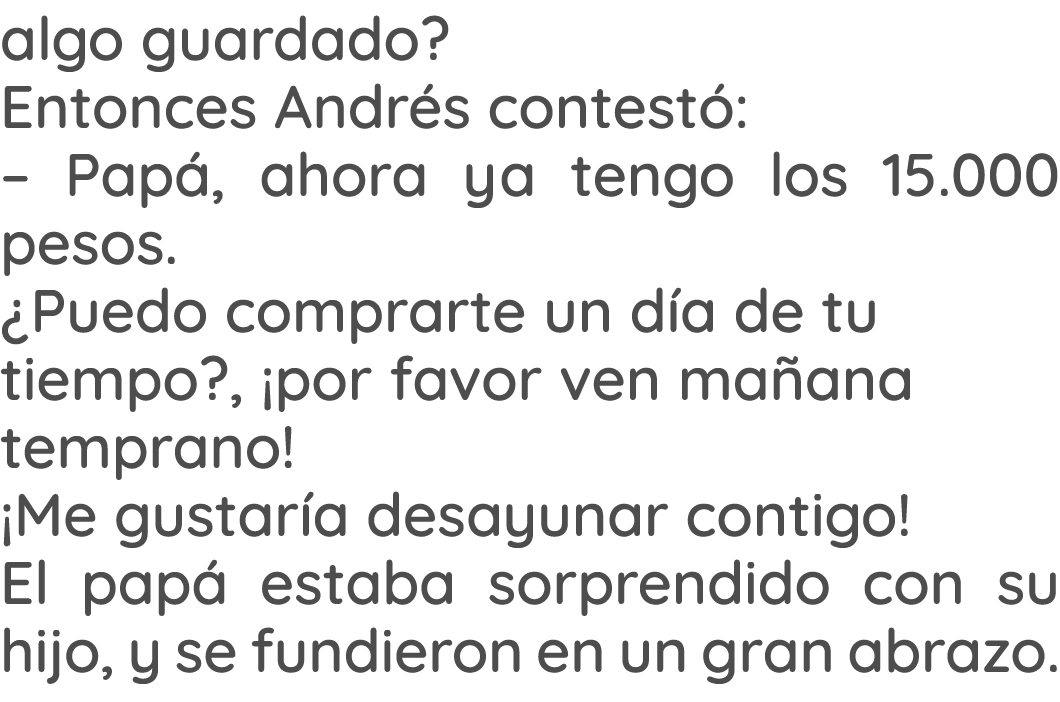 algo guardado?
Entonces Andrés contestó:
– Papá, ahora ya tengo los 15.000
pesos.
¿Puedo comprarte un día de tu
tiempo?, ¡por favor ven mañana
temprano!
¡Me gustaría desayunar contigo!
El papá estaba sorprendido con su
hijo, y se fundieron en un gran abrazo.